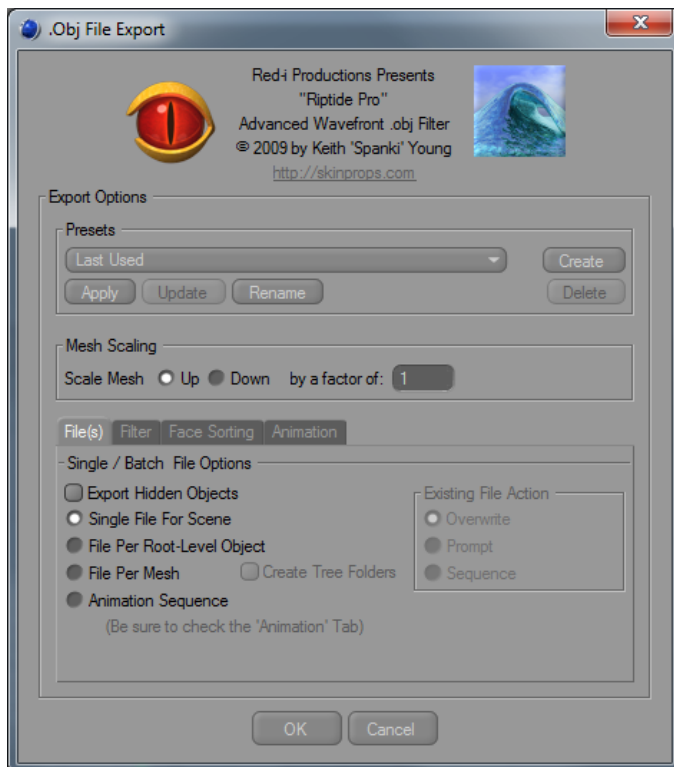 .Obj File Export
Red-i Productions Presents
"Riptide Pro"
Advanced Wavefront .obj Filter
© 2009 by Keith 'Spanki' Young
http://skinprops.com
Export Options
Presets
Last Used
Create
Apply Update Rename Delete
Mesh Scaling
Scale Mesh Up Down by a factor of: 1
File(s) Filter Face Sorting Animation
Single / Batch File Options
Export Hidden Objects
Single File For Scene
File Per Root-Level Object
File Per Mesh Create Tree Folders
Animation Sequence
(Be sure to check the 'Animation' Tab)
Existing File Action
Overwrite
Prompt
Sequence
OK Cancel